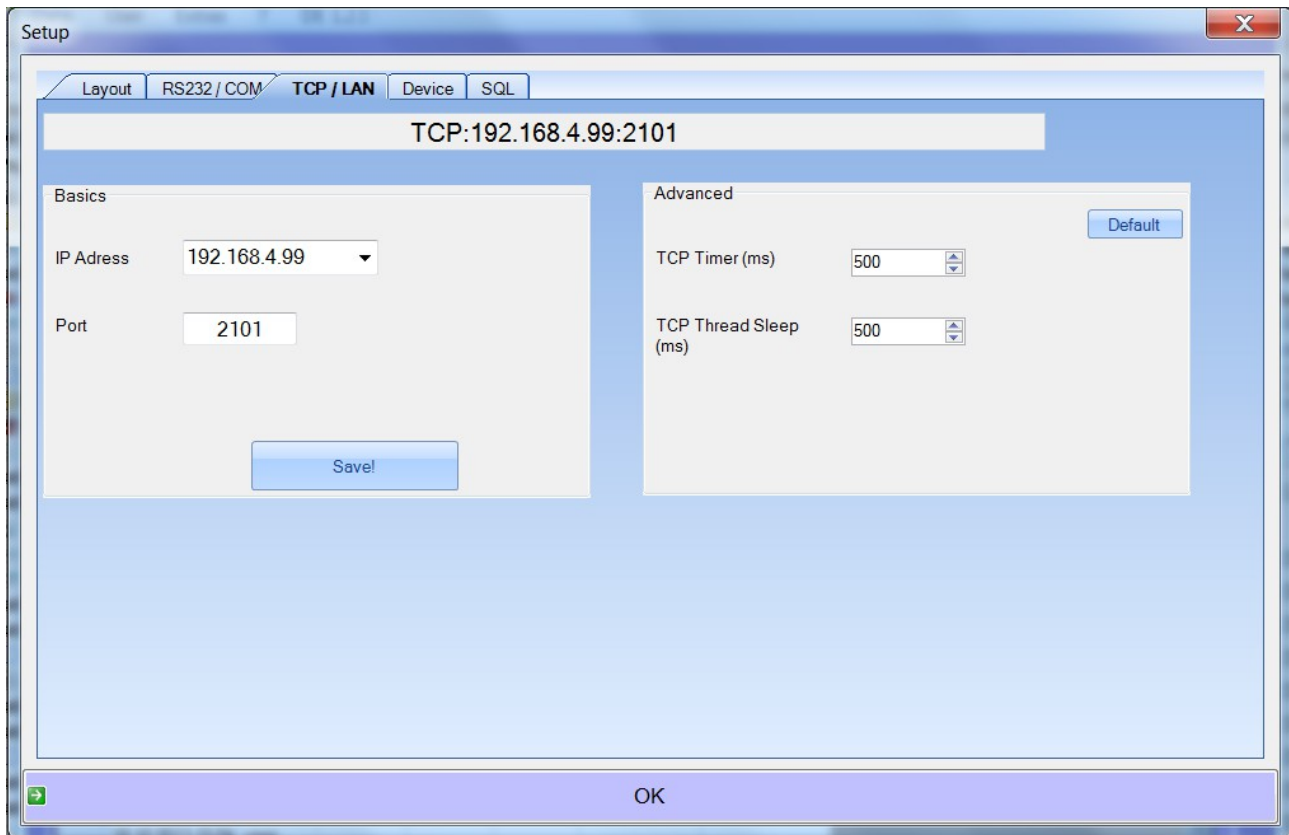 Setup
X
Layout RS232 / COM TCP / LAN Device SQL
TCP:192.168.4.99:2101
Basics
IP Adress 192.168.4.99
Port 2101
Save!
Advanced
Default
TCP Timer (ms) 500
TCP Thread Sleep 500
(ms)
OK